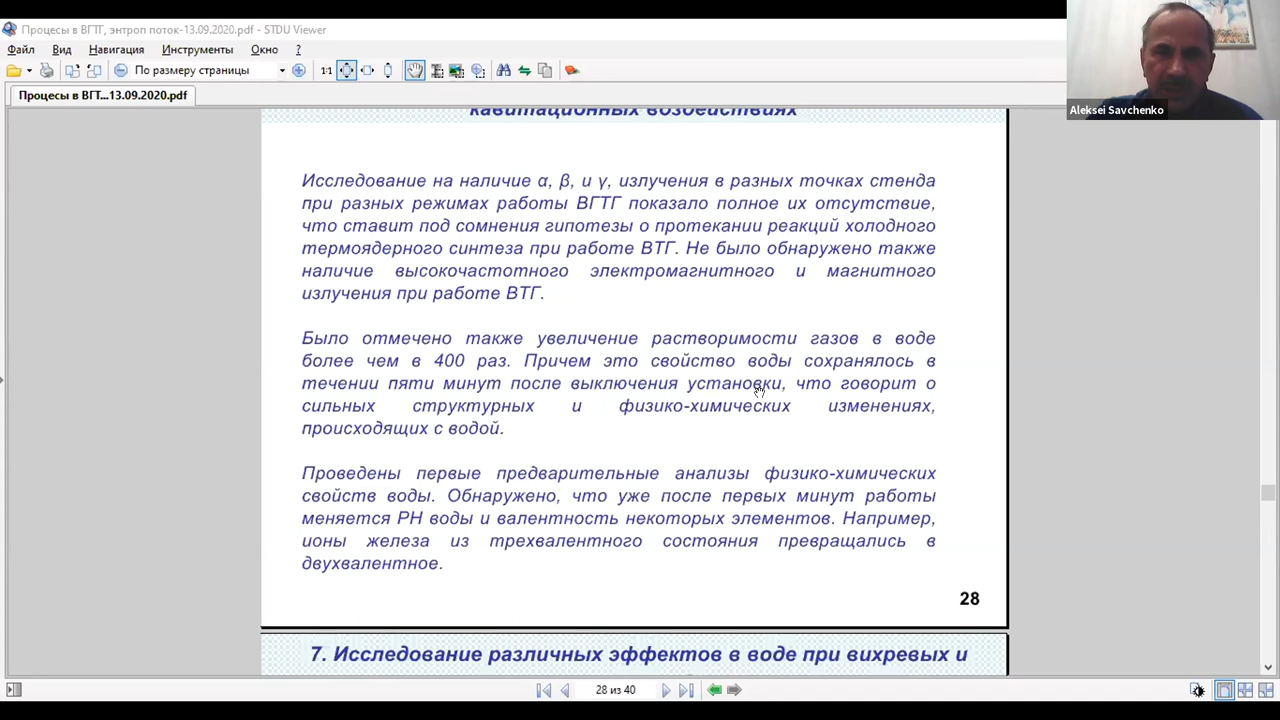 Процесы в ВГТГ, энтроп поток-13.09.2020.pdf - STDU Viewer
Файл Вид Навигация Инструменты Окно ?
По размеру страницы 1:1
Процесы в ВГТ...13.09.2020.pdf
Aleksei Savchenko
кавитационных воздействиях
Исследование на наличие α, β, и γ, излучения в разных точках стенда
при разных режимах работы ВГТГ показало полное их отсутствие,
что ставит под сомнения гипотезы о протекании реакций холодного
термоядерного синтеза при работе ВТГ. Не было обнаружено также
наличие высокочастотного электромагнитного и магнитного
излучения при работе ВТГ.
Было отмечено также увеличение растворимости газов в воде
более чем в 400 раз. Причем это свойство воды сохранялось в
течении пяти минут после выключения установки, что говорит о
сильных структурных и физико-химических изменениях,
происходящих с водой.
Проведены первые предварительные анализы физико-химических
свойств воды. Обнаружено, что уже после первых минут работы
меняется РН воды и валентность некоторых элементов. Например,
ионы железа из трехвалентного состояния превращались в
двухвалентное.
28
7. Исследование различных эффектов в воде при вихревых и
28 из 40